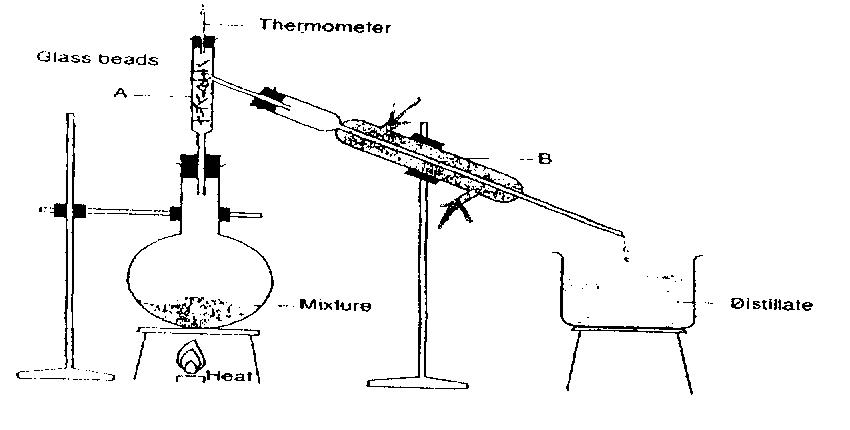 Thermometer
Glass beads
A
B
Mixture
Distillate
Heat